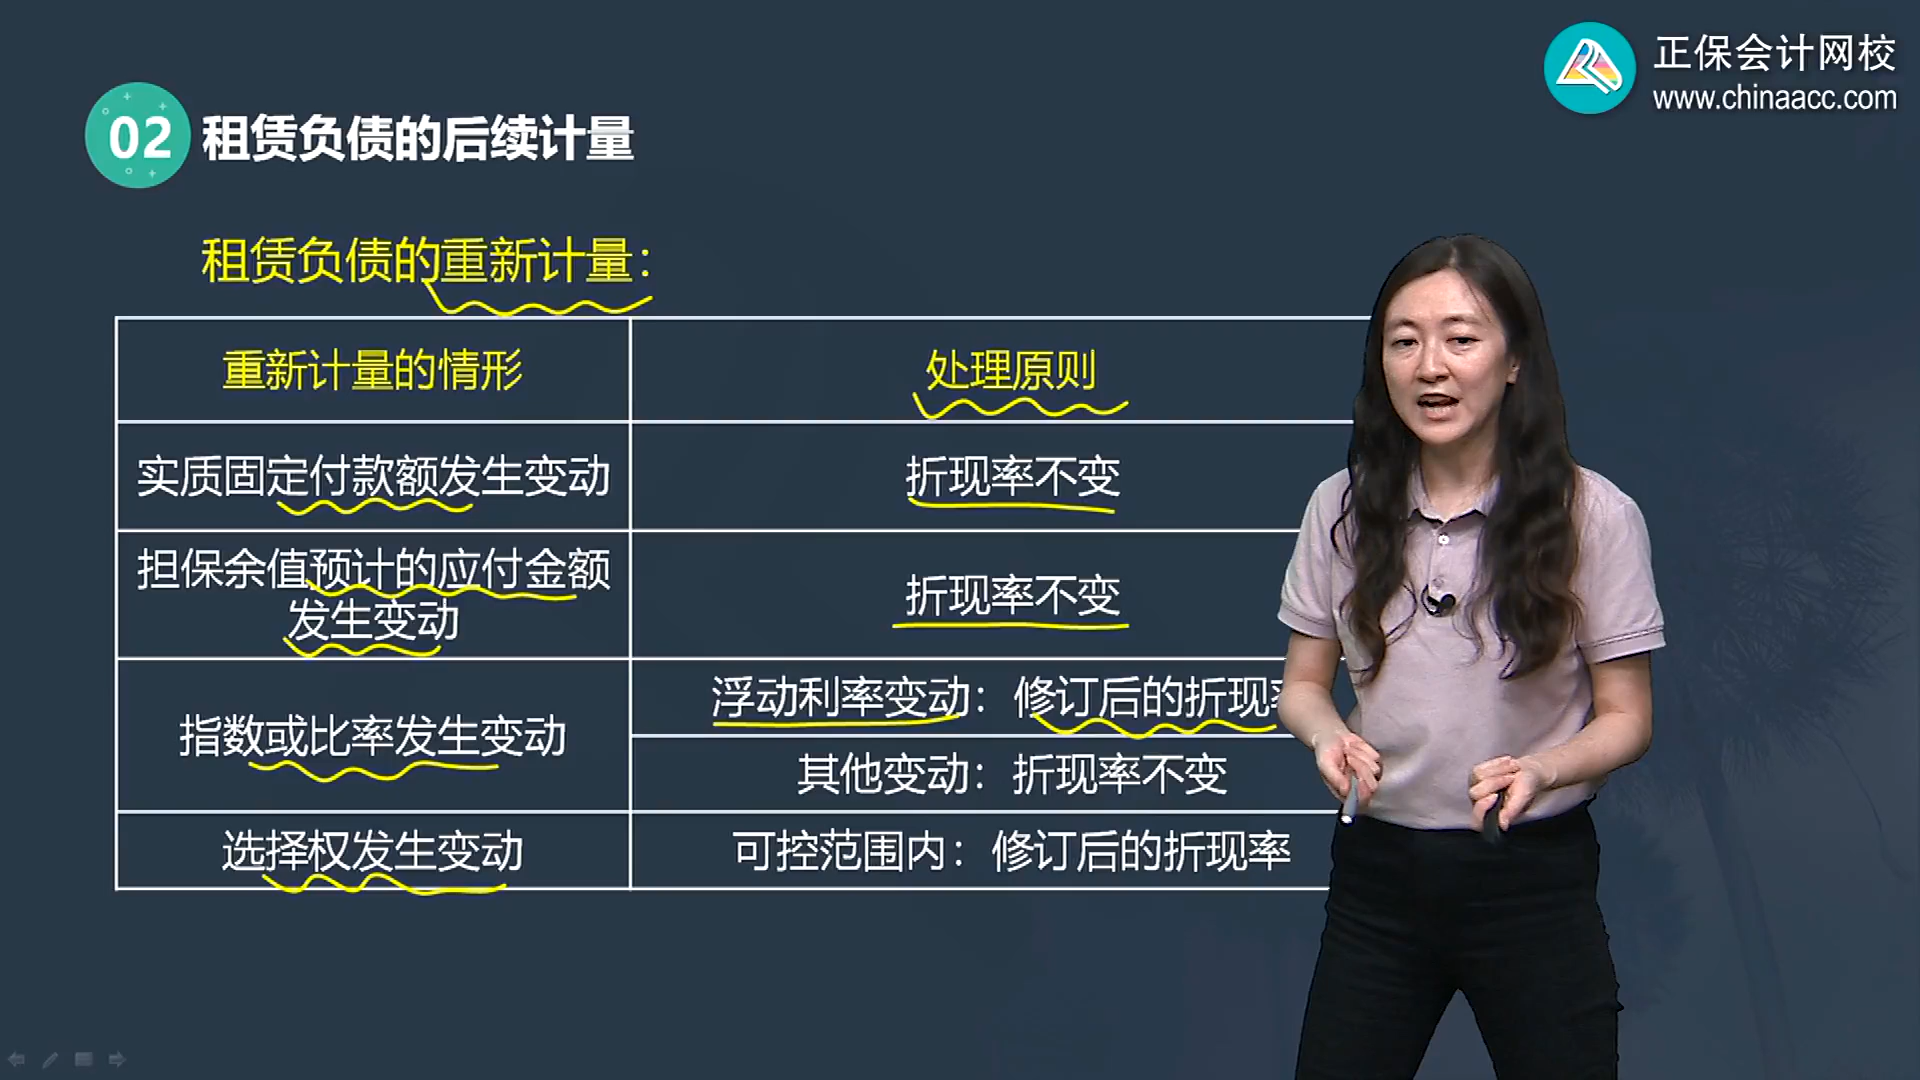 正保会计网校
www.chinaacc.com
02 租赁负债的后续计量
租赁负债的重新计量：
重新计量的情形
处理原则
实质固定付款额发生变动
折现率不变
担保余值预计的应付金额
发生变动
折现率不变
指数或比率发生变动
浮动利率变动：修订后的折现
其他变动：折现率不变
选择权发生变动
可控范围内：修订后的折现率